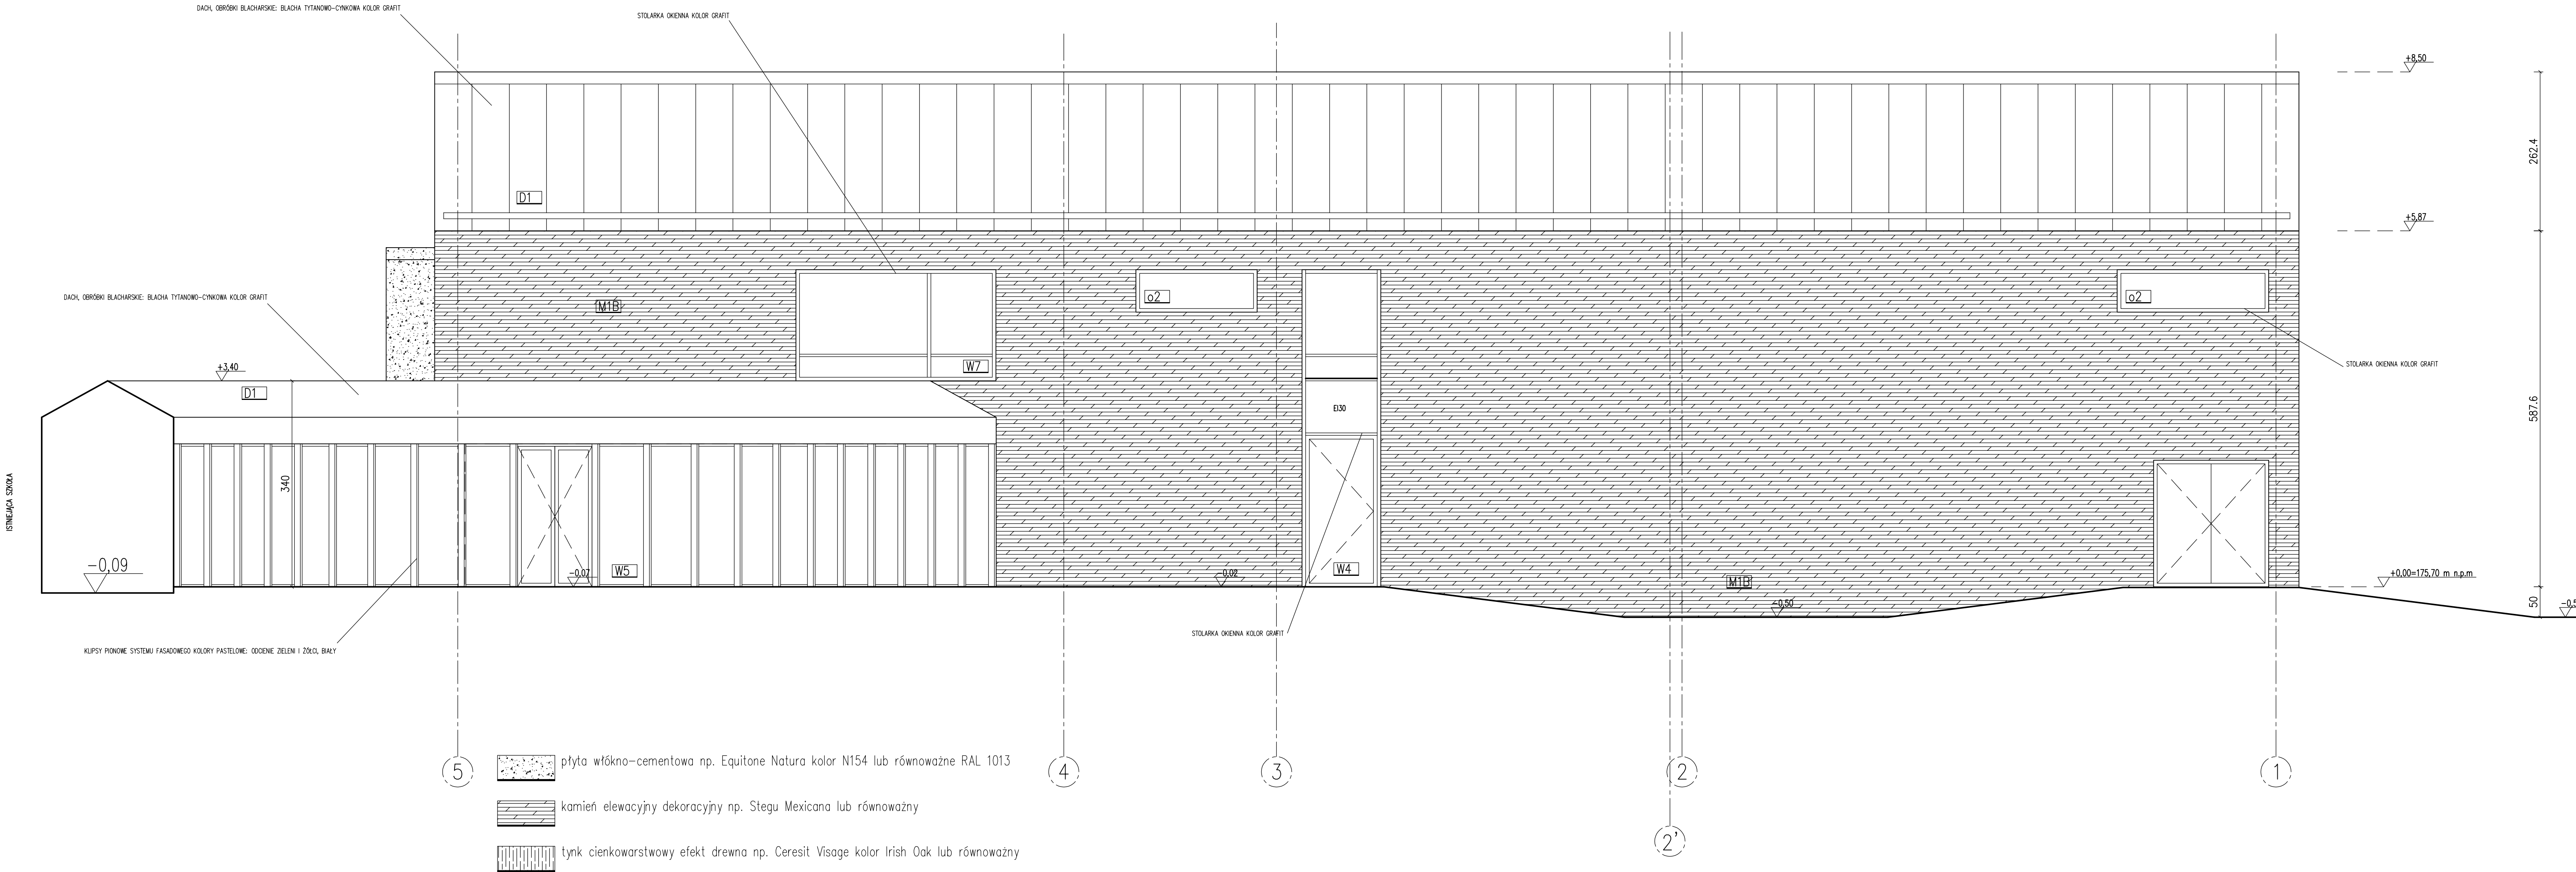 DACH, OBRÓBKI BLACHARSKIE: BLACHA TYTANOWO-CYNKOWA KOLOR GRAFIT
STOLARKA OKIENNA KOLOR GRAFIT
+8,50
262.4
D1
+5,87
DACH, OBRÓBKI BLACHARSKIE: BLACHA TYTANOWO-CYNKOWA KOLOR GRAFIT
M1B
o2
o2
+3,40
W7
STOLARKA OKIENNA KOLOR GRAFIT
D1
EI30
587.6
340
ISTNIEJĄCA SZKOŁA
-0,09
-0,07
W5
-0,02
W4
M1B
+0,00=175,70 m n.p.m
-0,50
50
STOLARKA OKIENNA KOLOR GRAFIT
KLIPSY PIONOWE SYSTEMU FASADOWEGO KOLORY PASTELOWE: ODCIENIE ZIELENI I ŻÓŁCI, BIAŁY
5
4
3
2
1
2'
płyta włókno-cementowa np. Equitone Natura kolor N154 lub równoważne RAL 1013
kamień elewacyjny dekoracyjny np. Stegu Mexicana lub równoważny
tynk cienkowarstwowy efekt drewna np. Ceresit Visage kolor Irish Oak lub równoważny